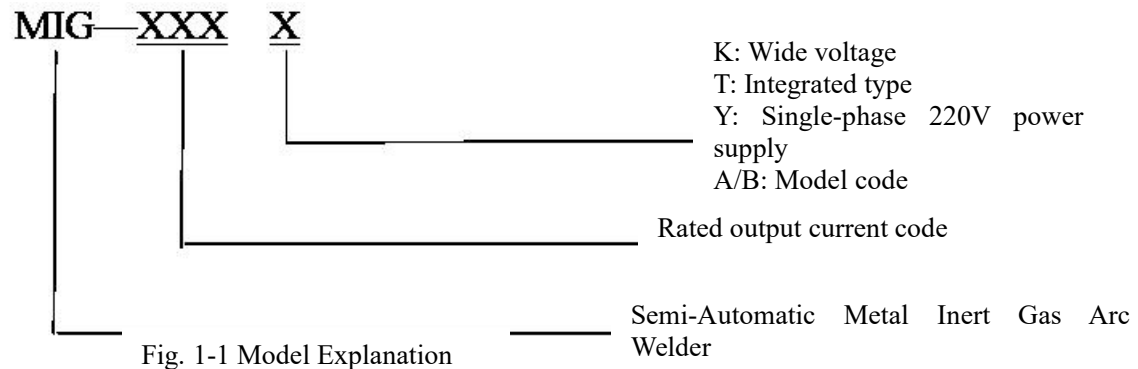 MIG—XXX X
K: Wide voltage
T: Integrated type
Y: Single-phase 220V power
supply
A/B: Model code
Rated output current code
Semi-Automatic Metal Inert Gas Arc
Welder
Fig. 1-1 Model Explanation